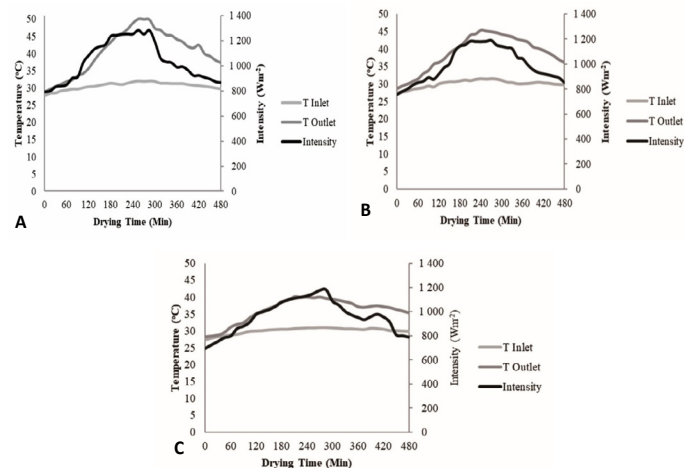 50
45
40
35
30
25
20
15
10
5
0
Temperature (°C)
1 400
1 200
1 000
800
600
400
200
0
Intensity (Wm²)
0 60 120 180 240 300 360 420 480
Drying Time (Min)
T Inlet
T Outlet
Intensity
A
50
45
40
35
30
25
20
15
10
5
0
Temperature (°C)
1 400
1 200
1 000
800
600
400
200
0
Intensity (Wm²)
0 60 120 180 240 300 360 420 480
Drying Time (Min)
T Inlet
T Outlet
Intensity
B
50
45
40
35
30
25
20
15
10
5
0
Temperature (°C)
1 400
1 200
1 000
800
600
400
200
0
Intensity (Wm²)
0 60 120 180 240 300 360 420 480
Drying Time (Min)
T Inlet
T Outlet
Intensity
C